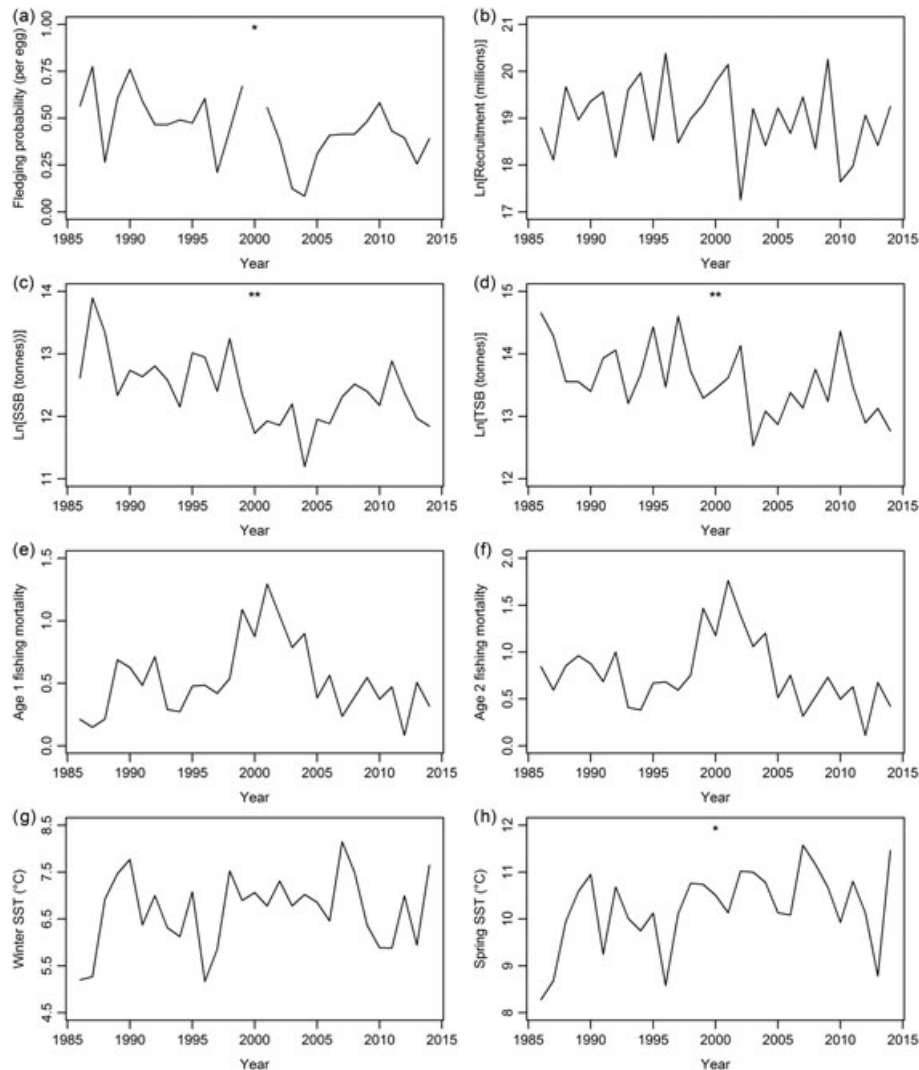 (a)
Fledging probability (per egg)
1.00
0.75
0.50
0.25
0.00
*
1985 1990 1995 2000 2005 2010 2015
Year
(b)
Ln[Recruitment (millions)]
21
20
19
18
17
1985 1990 1995 2000 2005 2010 2015
Year
(c)
Ln[SSB (tonnes))]
14
13
12
11
**
1985 1990 1995 2000 2005 2010 2015
Year
(d)
Ln[TSB (tonnes)]
15
14
13
12
**
1985 1990 1995 2000 2005 2010 2015
Year
(e)
Age 1 fishing mortality
1.5
1.0
0.5
0.0
1985 1990 1995 2000 2005 2010 2015
Year
(f)
Age 2 fishing mortality
2.0
1.5
1.0
0.5
0.0
1985 1990 1995 2000 2005 2010 2015
Year
(g)
Winter SST (°C)
8.5
7.5
6.5
5.5
4.5
1985 1990 1995 2000 2005 2010 2015
Year
(h)
Spring SST (°C)
12
11
10
9
8
*
1985 1990 1995 2000 2005 2010 2015
Year